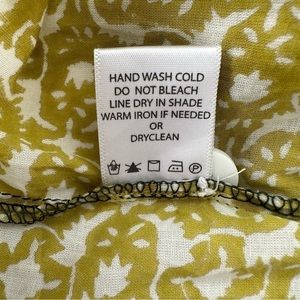 HAND WASH COLD
DO NOT BLEACH
LINE DRY IN SHADE
WARM IRON IF NEEDED
OR
DRYCLEAN